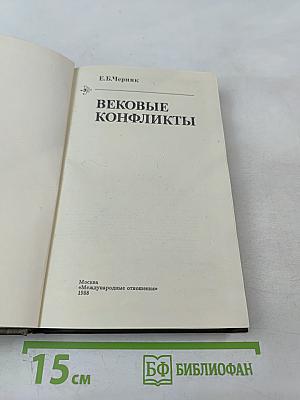 Е.Б.Черняк
ВЕКОВЫЕ
КОНФЛИКТЫ
Москва
«Международные отношения»
1988
15 см
БФ БИБЛИОФАН